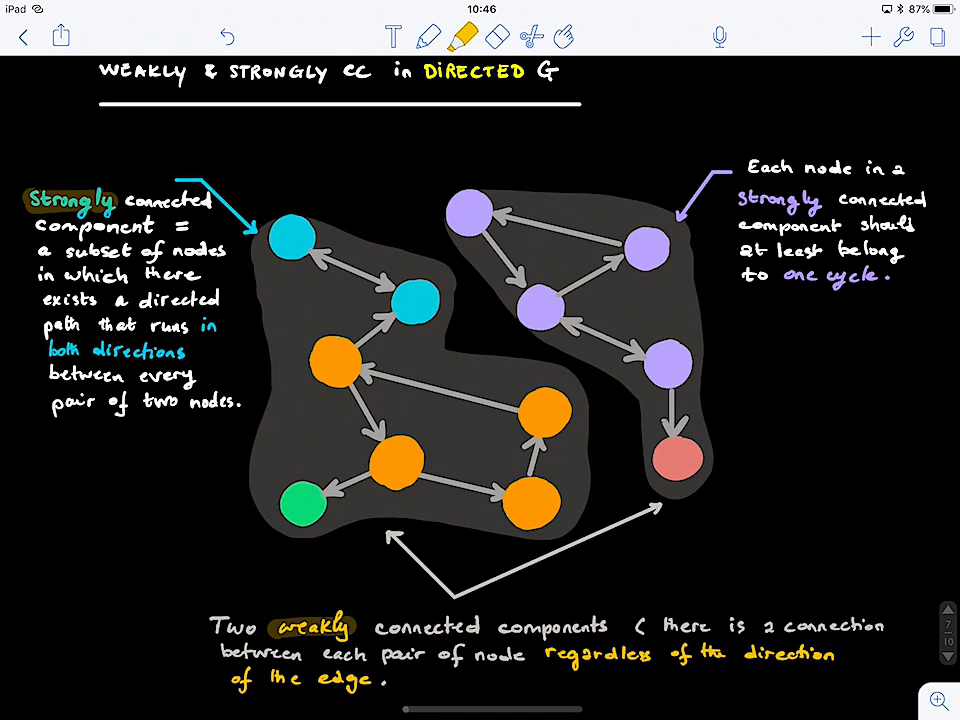 iPad
10:46
87%
T
WEAKLY & STRONGLY CC in DIRECTED G
Strongly connected
component =
a subset of nodes
in which there
exists a directed
path that runs in
both directions
between every
pair of two nodes.
Each node in a
strongly connected
component should
at least belong
to one cycle.
Two weakly connected components ( there is a connection
between each pair of node regardless of the direction
of the edge.
7
10